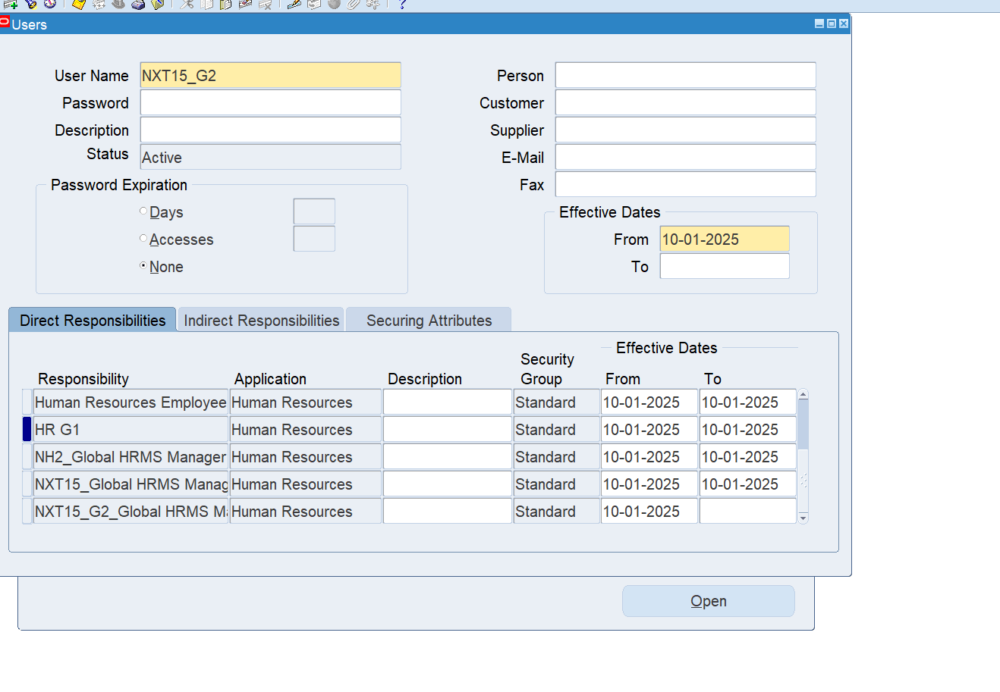 Users
User Name NXT15_G2
Password
Description
Status Active
Person
Customer
Supplier
E-Mail
Fax
Password Expiration
Days
Accesses
None
Effective Dates
From 10-01-2025
To
Direct Responsibilities Indirect Responsibilities Securing Attributes
Effective Dates
Responsibility Application Description Security Group From To
Human Resources Employee Human Resources Standard 10-01-2025 10-01-2025
HR G1 Human Resources Standard 10-01-2025 10-01-2025
NH2_Global HRMS Manager Human Resources Standard 10-01-2025 10-01-2025
NXT15_Global HRMS Manag Human Resources Standard 10-01-2025 10-01-2025
NXT15_G2_Global HRMS M Human Resources Standard 10-01-2025
Open